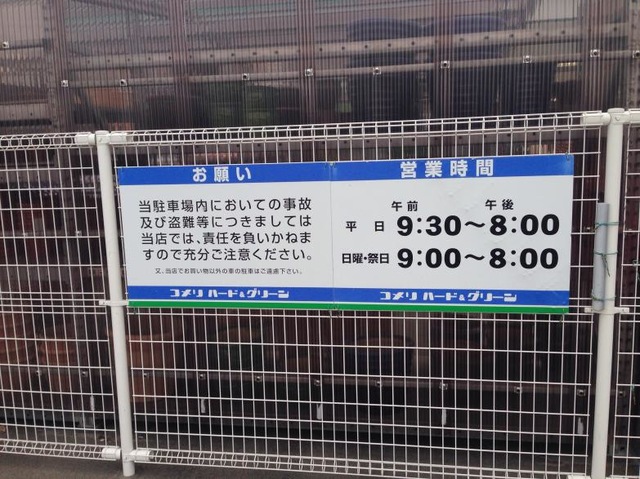 お願い
当駐車場内においての事故
及び盗難等につきましては
当店では、責任を負いかねま
すので充分ご注意ください。
又、当店でお買い物以外の車の駐車はご遠慮下さい。
コメリ ハード&グリーン
営業時間
午前 午後
平日 9:30〜8:00
日曜・祭日 9:00〜8:00
コメリ ハード&グリーン